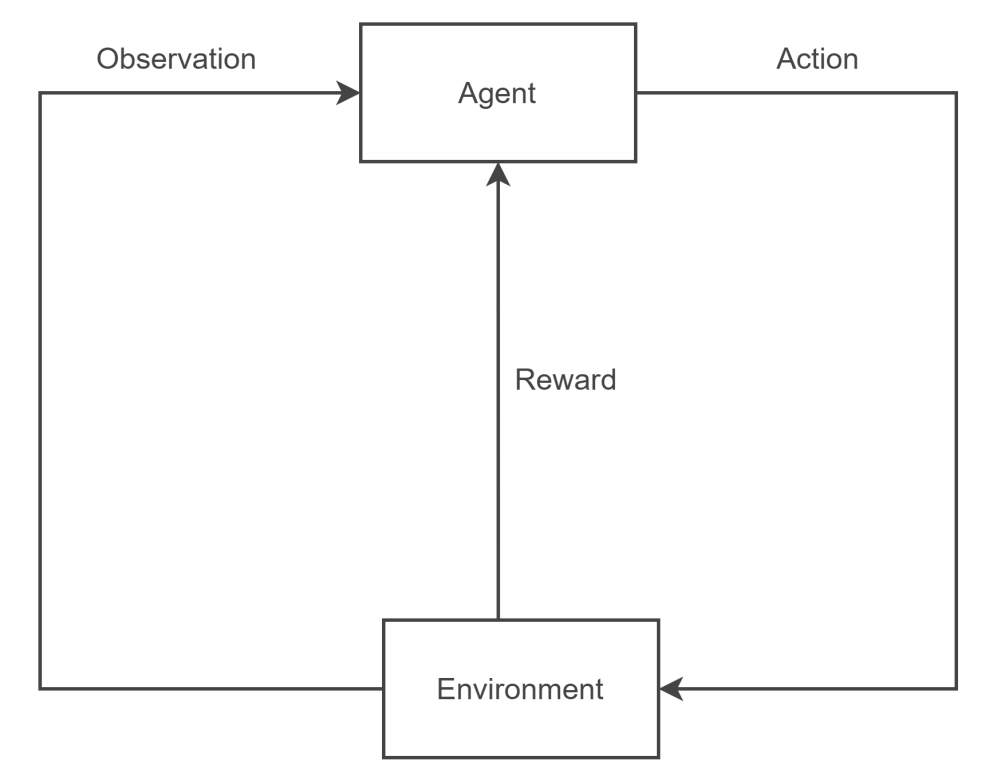 Observation
Action
Agent
Reward
Environment